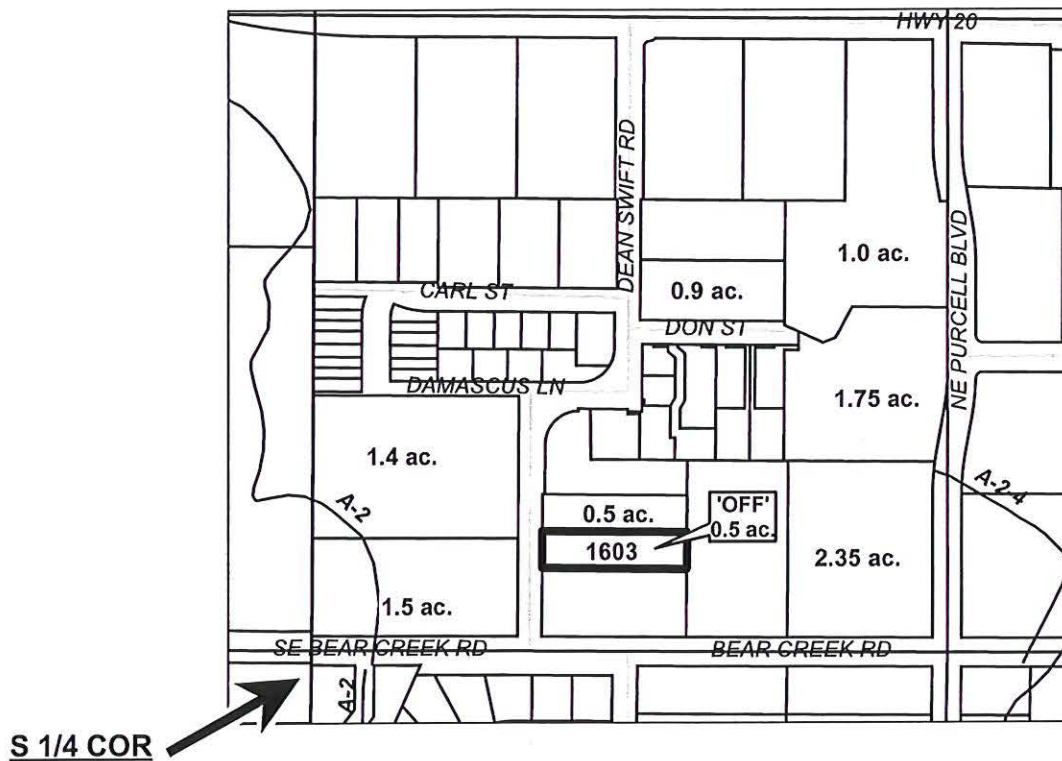 HWY 20
DEAN SWIFT RD
NE PURCELL BLVD
1.0 ac.
CARL ST
0.9 ac.
DON ST
DAMASCUS LN
1.75 ac.
1.4 ac.
A-2
A-2-4
0.5 ac.
'OFF'
0.5 ac.
1603
2.35 ac.
1.5 ac.
SE BEAR CREEK RD
BEAR CREEK RD
A-2
S 1/4 COR